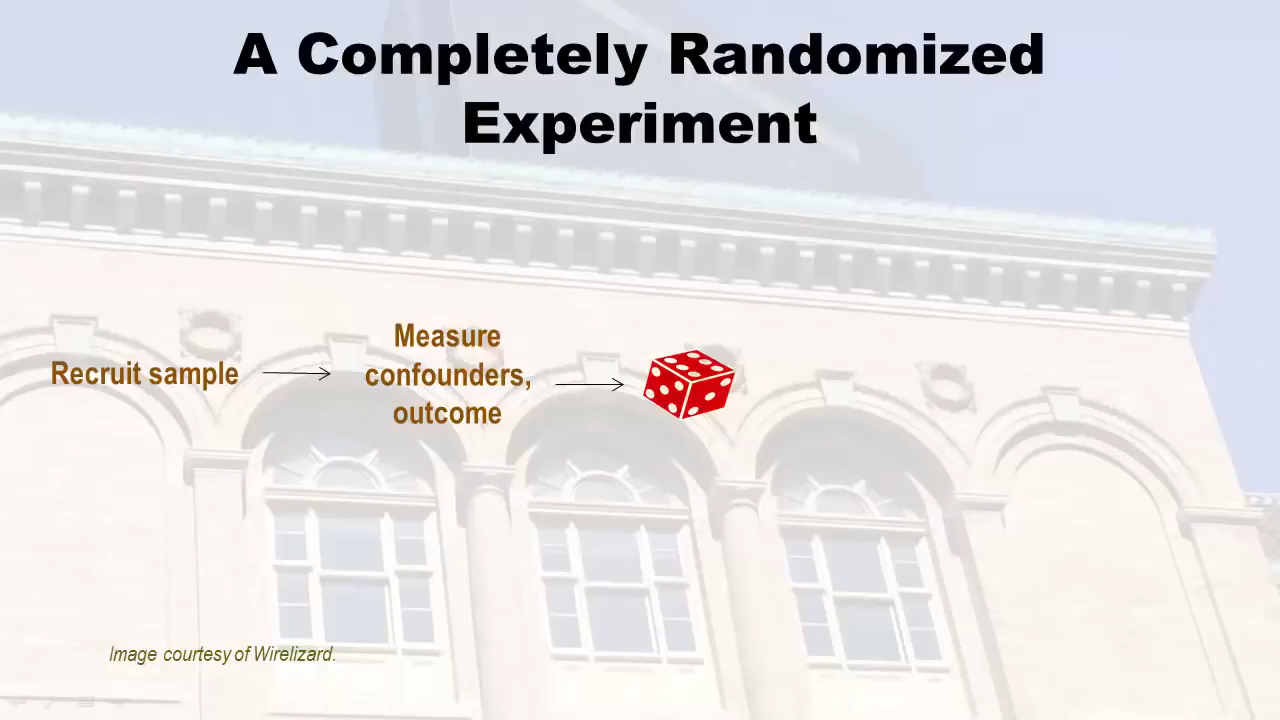 A Completely Randomized
Experiment
Recruit sample
Measure
confounders,
outcome
Image courtesy of Wirelizard.